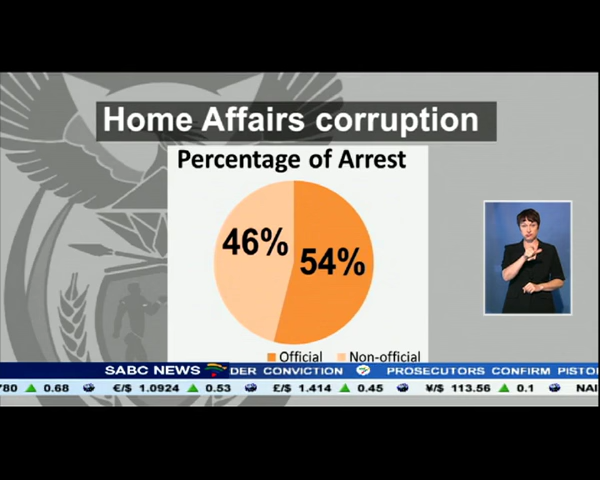 Home Affairs corruption
Percentage of Arrest
46%
54%
Official Non-official
SABC NEWS DER CONVICTION PROSECUTORS CONFIRM PISTO
780 0.68 €/$ 1.0924 0.53 £/$ 1.414 0.45 ¥/$ 113.56 0.1 NAI